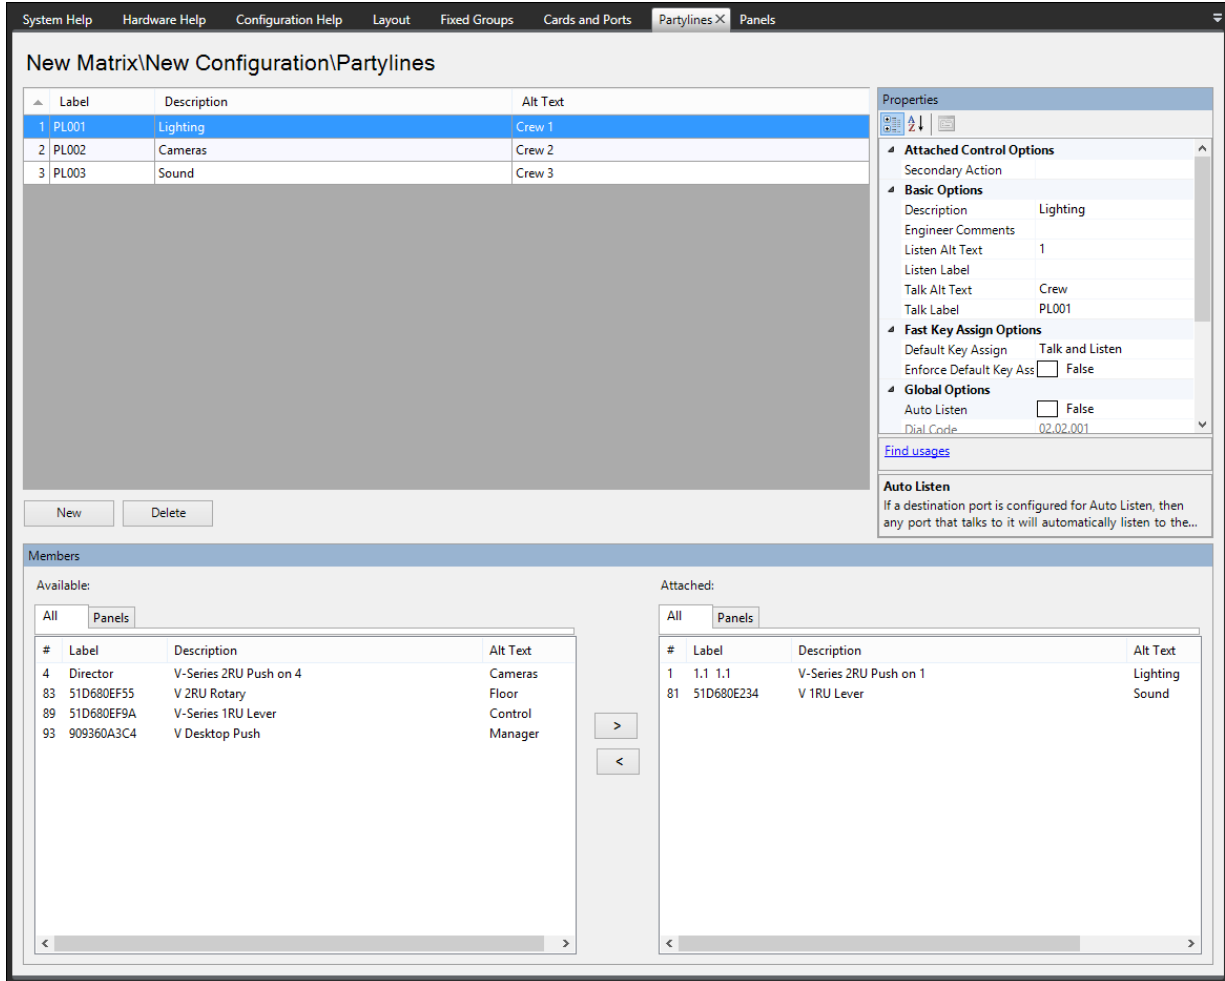 System Help Hardware Help Configuration Help Layout Fixed Groups Cards and Ports Partylines X Panels
New Matrix\New Configuration\Partylines
Label Description Alt Text
1 PL001 Lighting Crew 1
2 PL002 Cameras Crew 2
3 PL003 Sound Crew 3
New Delete
Properties
Attached Control Options
Secondary Action
Basic Options
Description Lighting
Engineer Comments
Listen Alt Text 1
Listen Label
Talk Alt Text Crew
Talk Label PL001
Fast Key Assign Options
Default Key Assign Talk and Listen
Enforce Default Key Ass False
Global Options
Auto Listen False
Dial Code 02.02.001
Find usages
Auto Listen
If a destination port is configured for Auto Listen, then
any port that talks to it will automatically listen to the...
Members
Available:
All Panels
# Label Description Alt Text
4 Director V-Series 2RU Push on 4 Cameras
83 51D680EF55 V 2RU Rotary Floor
89 51D680EF9A V-Series 1RU Lever Control
93 909360A3C4 V Desktop Push Manager
>
<
Attached:
All Panels
# Label Description Alt Text
1 1.1 1.1 V-Series 2RU Push on 1 Lighting
81 51D680E234 V 1RU Lever Sound